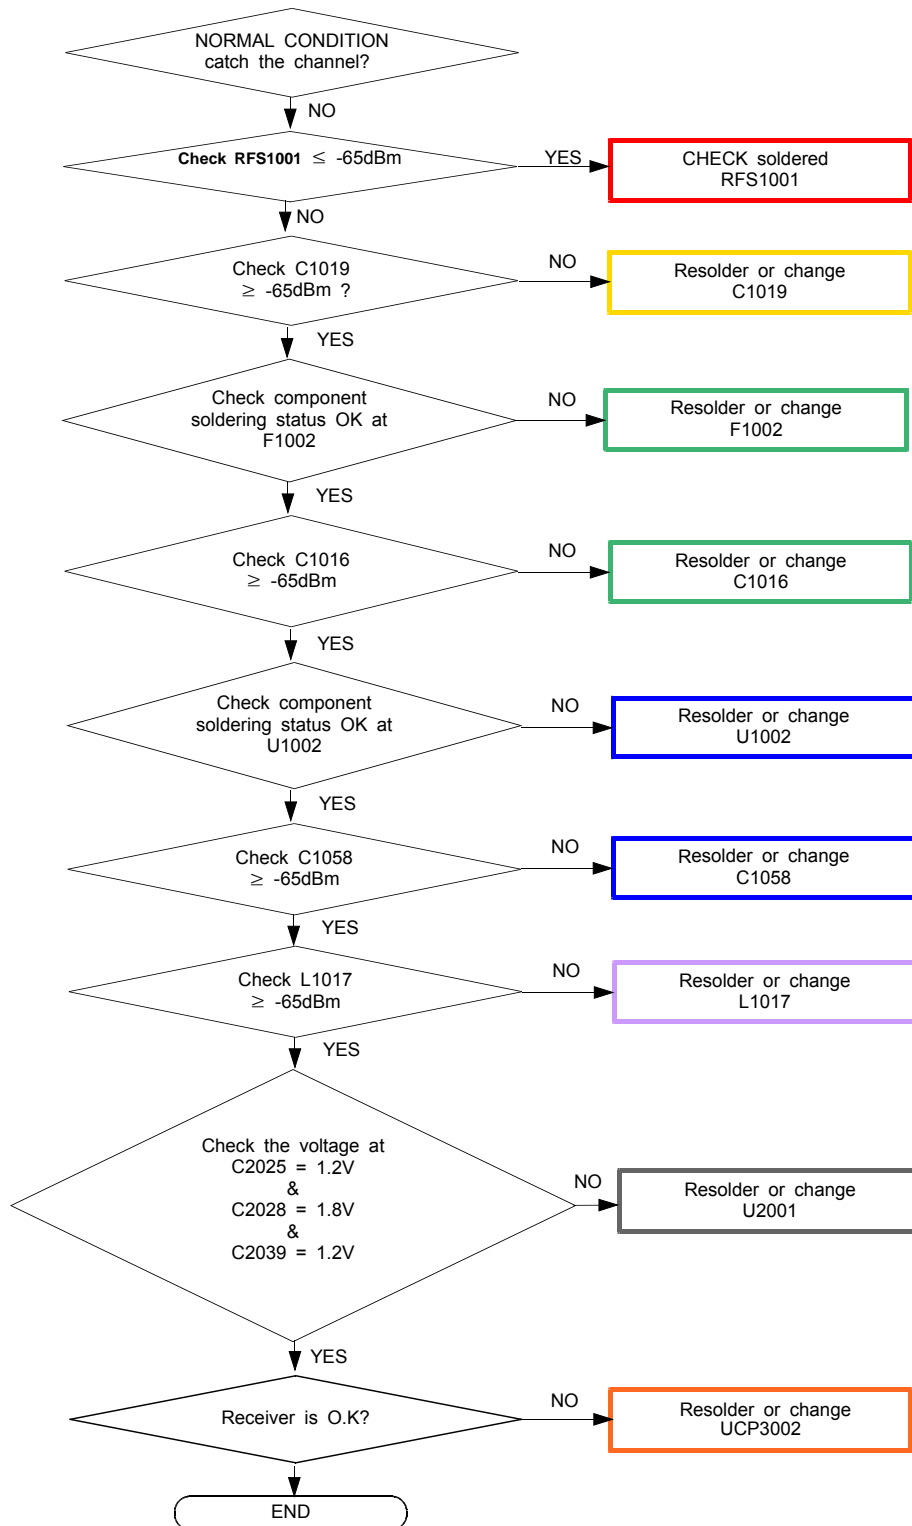 NORMAL CONDITION
catch the channel?
NO
Check RFS1001 ≤ -65dBm
YES
CHECK soldered
RFS1001
NO
Check C1019
≥ -65dBm ?
NO
Resolder or change
C1019
YES
Check component
soldering status OK at
F1002
NO
Resolder or change
F1002
YES
Check C1016
≥ -65dBm
NO
Resolder or change
C1016
YES
Check component
soldering status OK at
U1002
NO
Resolder or change
U1002
YES
Check C1058
≥ -65dBm
NO
Resolder or change
C1058
YES
Check L1017
≥ -65dBm
NO
Resolder or change
L1017
YES
Check the voltage at
C2025 = 1.2V
&
C2028 = 1.8V
&
C2039 = 1.2V
NO
Resolder or change
U2001
YES
Receiver is O.K?
NO
Resolder or change
UCP3002
END